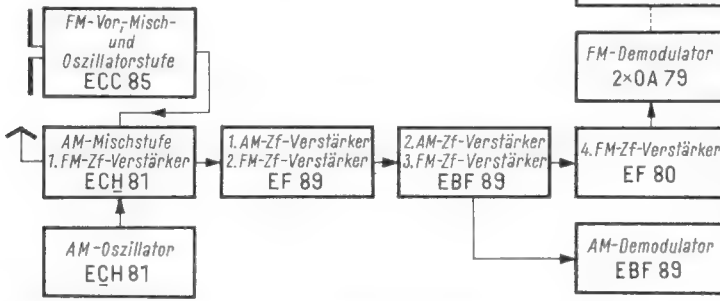 FM-Vor-, Misch-
und
Oszillatorstufe
ECC 85
AM-Mischstufe
1. FM-Zf-Verstärker
ECH 81
AM-Oszillator
ECH 81
1. AM-Zf-Verstärker
2. FM-Zf-Verstärker
EF 89
2. AM-Zf-Verstärker
3. FM-Zf-Verstärker
EBF 89
FM-Demodulator
2×OA 79
4. FM-Zf-Verstärker
EF 80
AM-Demodulator
EBF 89